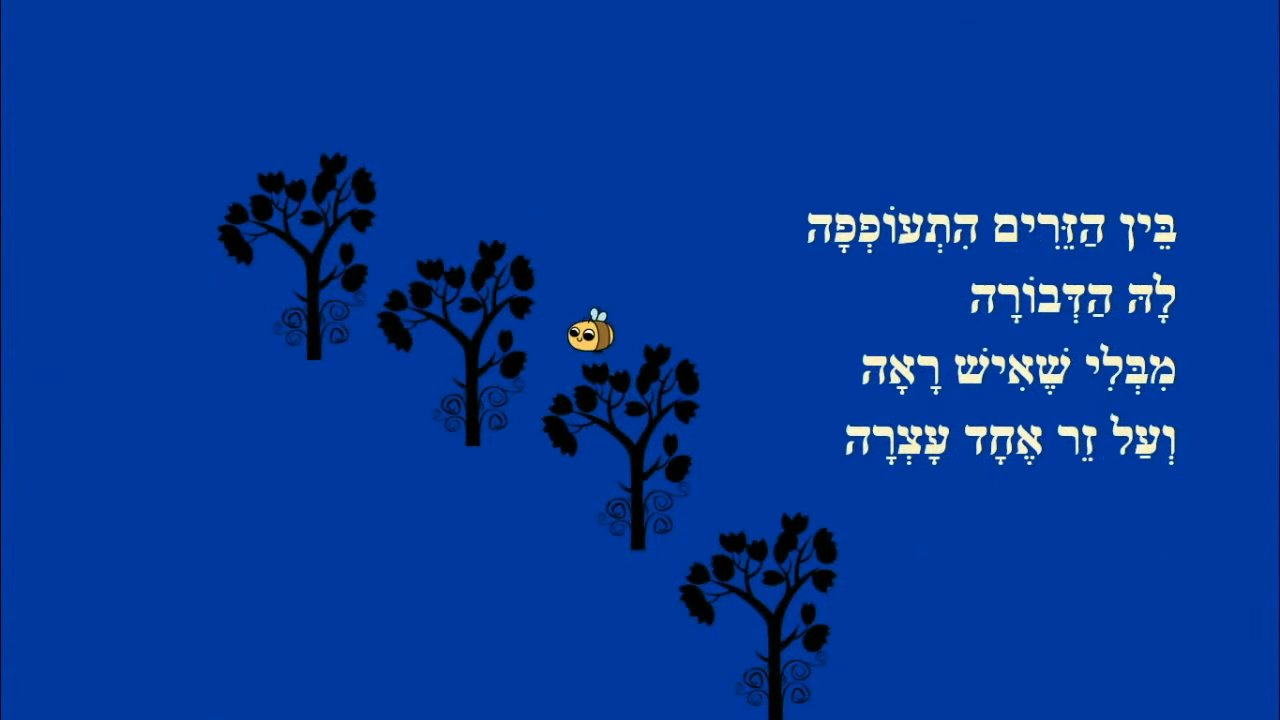 בֵּין הַזֵּרִים הִתְעוֹפְפָה
לָהּ הַדְּבוֹרָה
מִבְּלִי שֶׁאִישׁ רָאָה
וְעַל זֵר אֶחָד עָצְרָה